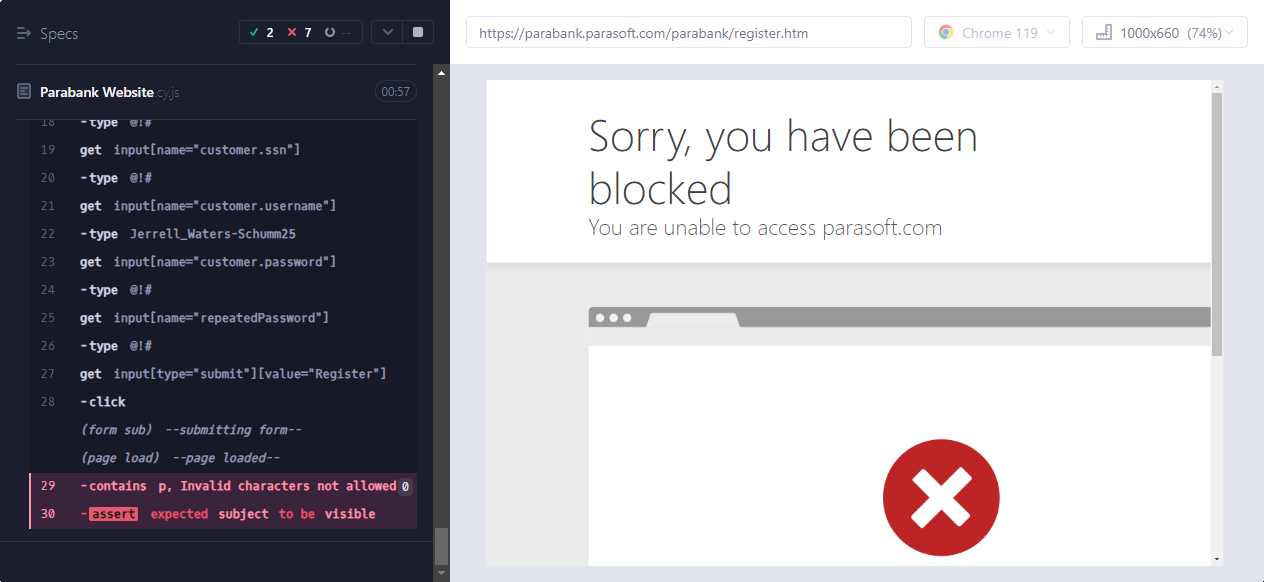 Specs
2
7
--
https://parabank.parasoft.com/parabank/register.htm
Chrome 119
1000x660 (74%)
Parabank Website.cy.js
00:57
18 -type @!#
19 get input[name="customer.ssn"]
20 -type @!#
21 get input[name="customer.username"]
22 -type Jerrell_Waters-Schumm25
23 get input[name="customer.password"]
24 -type @!#
25 get input[name="repeatedPassword"]
26 -type @!#
27 get input[type="submit"][value="Register"]
28 -click
(form sub) --submitting form--
(page load) --page loaded--
29 -contains p, Invalid characters not allowed 0
30 -assert expected subject to be visible
Sorry, you have been
blocked
You are unable to access parasoft.com